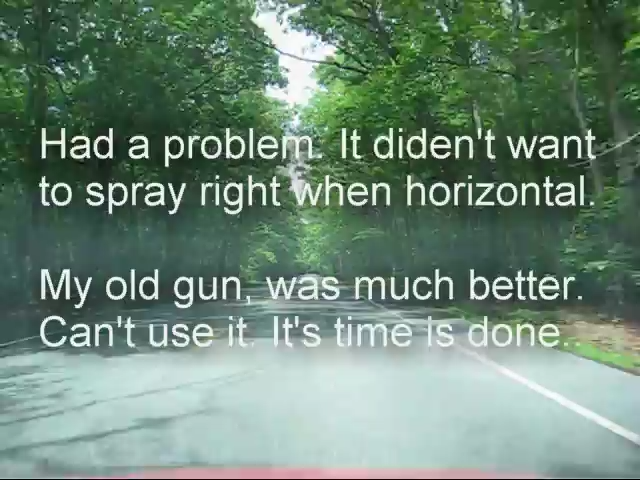 Had a problem. It diden't want
to spray right when horizontal.
My old gun, was much better.
Can't use it. It's time is done..